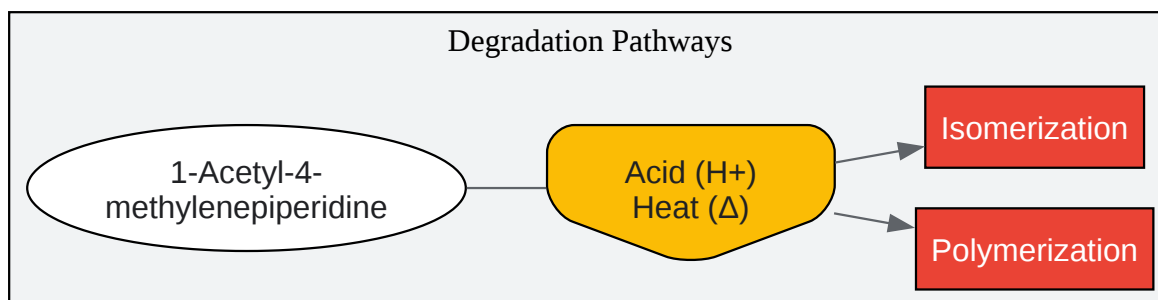 Degradation Pathways
1-Acetyl-4-
methylenepiperidine
Acid (H+)
Heat (Δ)
Isomerization
Polymerization